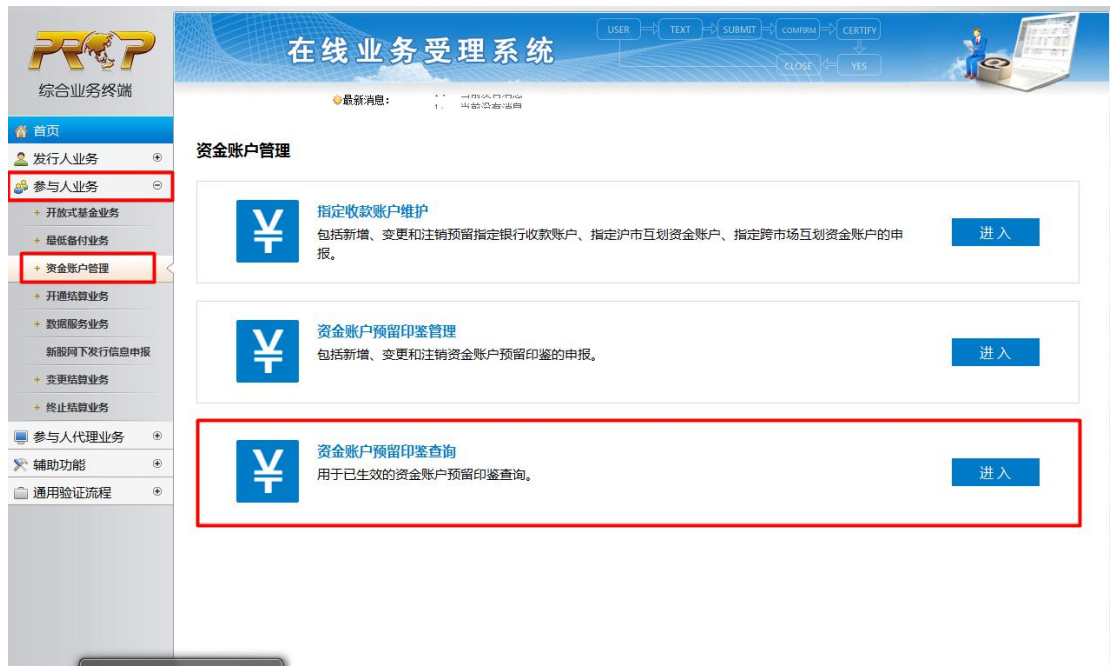 PROP
综合业务终端
在线业务受理系统
USER
TEXT
SUBMIT
COMFIRM
CERTIFY
CLOSE
YES
最新消息：
当前没有消息
首页
发行人业务
参与人业务
开放式基金业务
最低备付业务
资金账户管理
开通结算业务
数据服务业务
新股网下发行信息申报
变更结算业务
终止结算业务
参与人代理业务
辅助功能
通用验证流程
资金账户管理
指定收款账户维护
包括新增、变更和注销预留指定银行收款账户、指定沪市互划资金账户、指定跨市场互划资金账户的申
报。
进入
资金账户预留印鉴管理
包括新增、变更和注销资金账户预留印鉴的申报。
进入
资金账户预留印鉴查询
用于已生效的资金账户预留印鉴查询。
进入